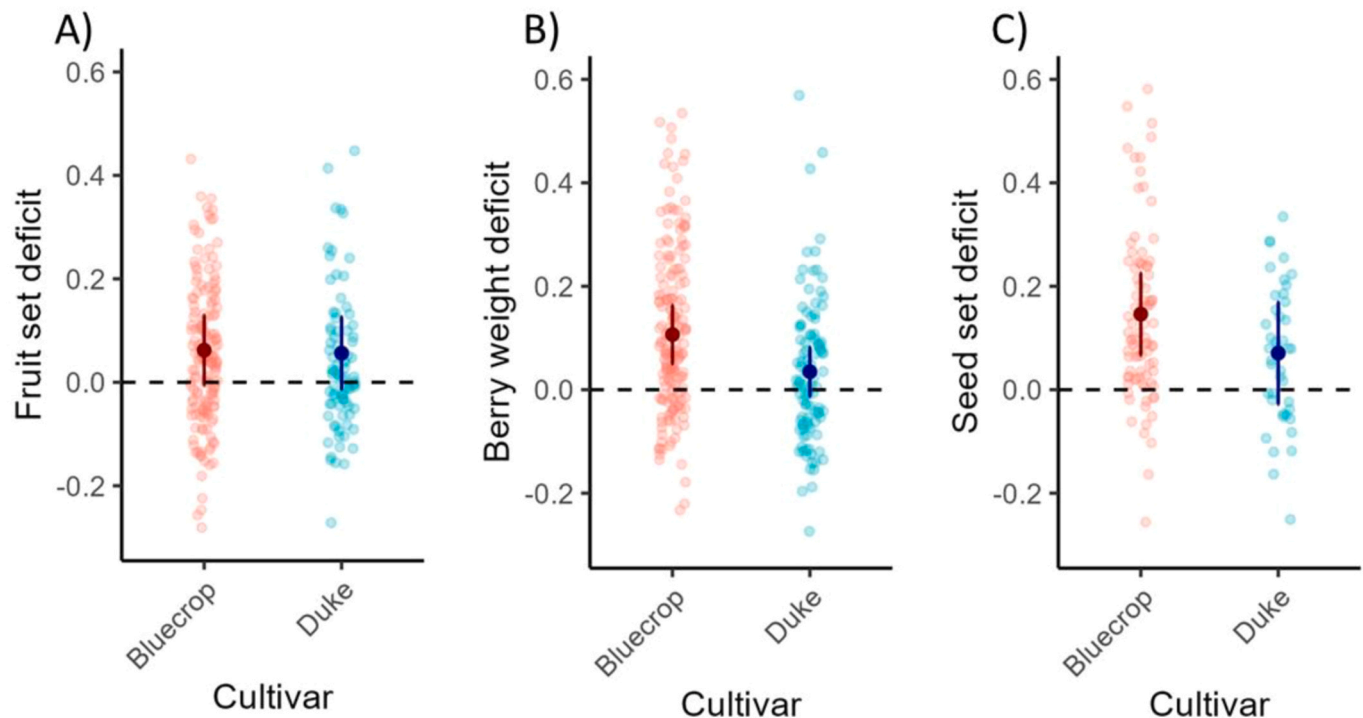 A)
Fruit set deficit
0.6
0.4
0.2
0.0
-0.2
Bluecrop
Duke
Cultivar
B)
Berry weight deficit
0.6
0.4
0.2
0.0
-0.2
Bluecrop
Duke
Cultivar
C)
Seed set deficit
0.6
0.4
0.2
0.0
-0.2
Bluecrop
Duke
Cultivar